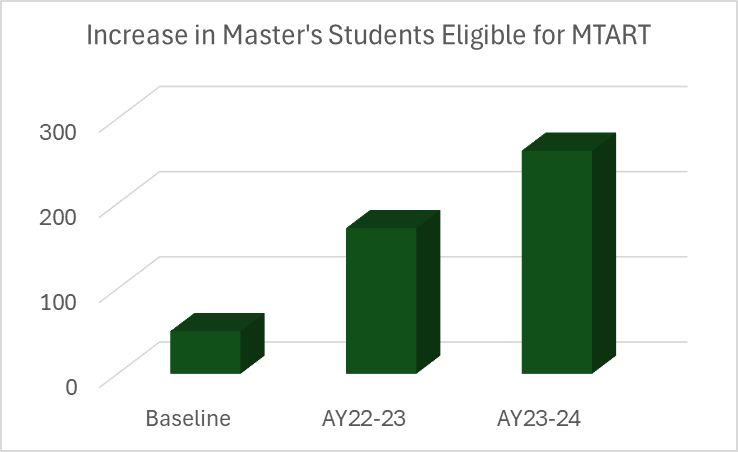 Increase in Master's Students Eligible for MTART
300
200
100
0
Baseline AY22-23 AY23-24